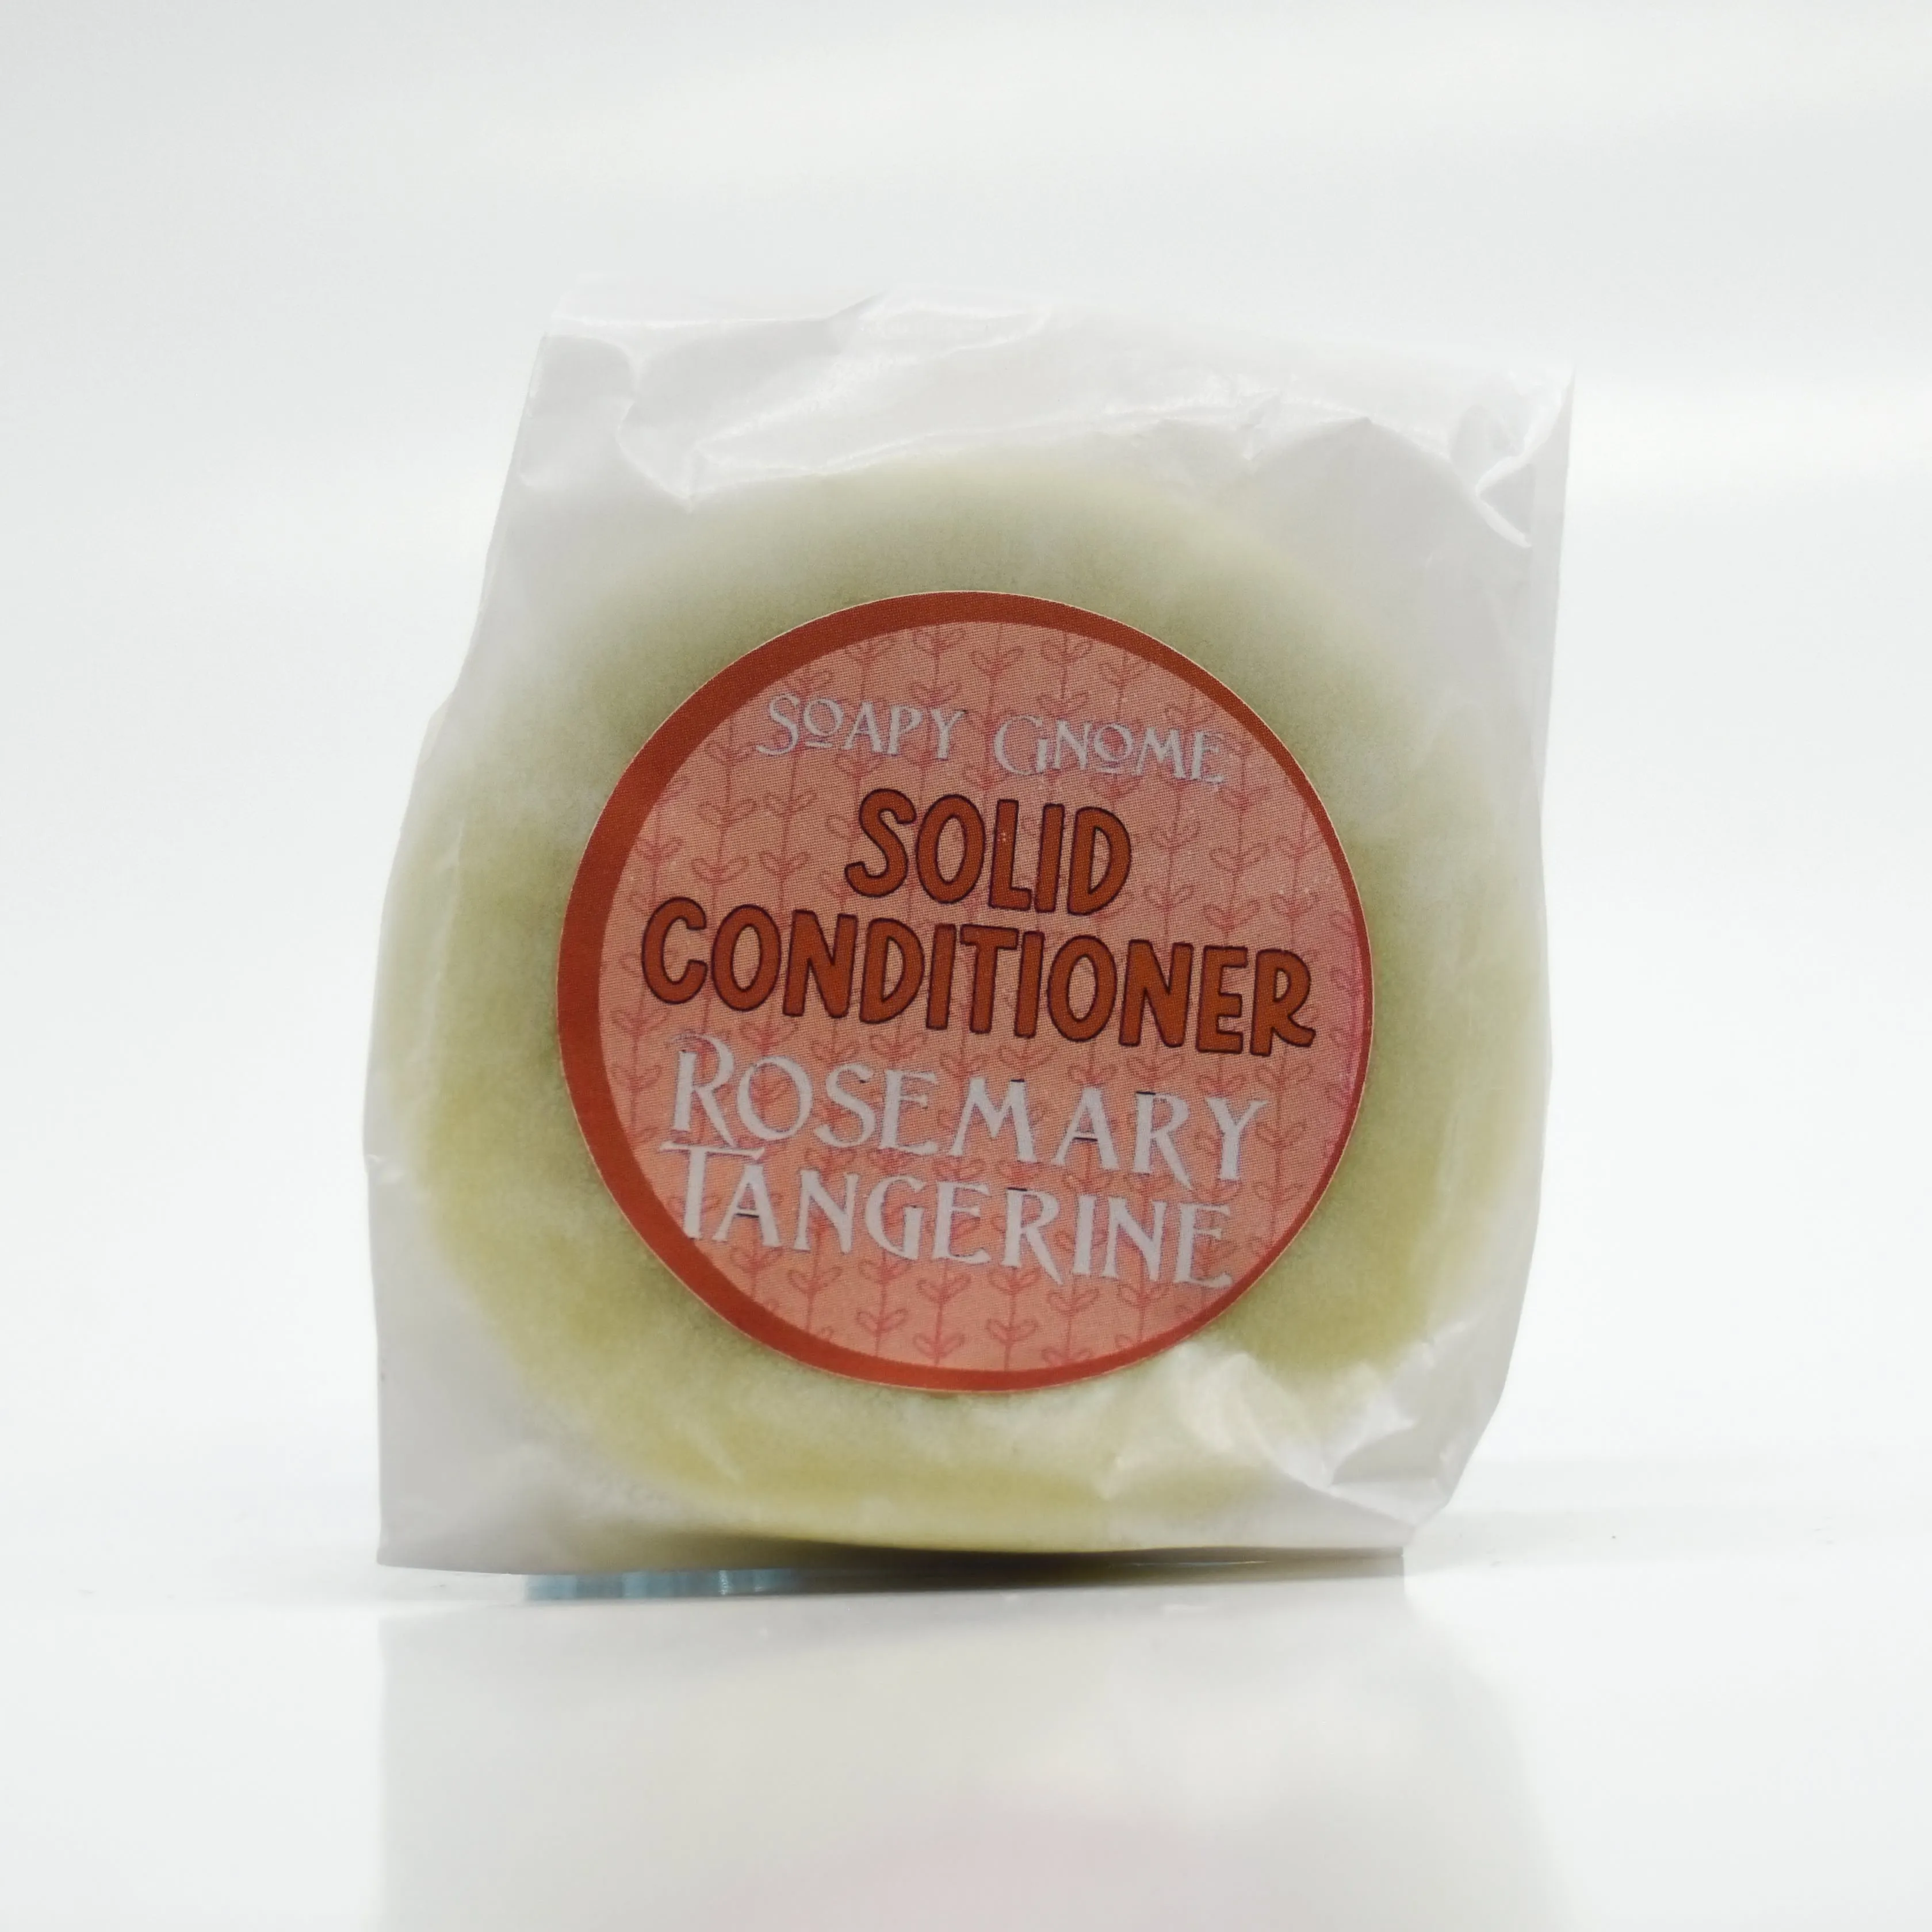 SOAPY GNOME
SOLID
CONDITIONER
ROSEMARY
TANGERINE